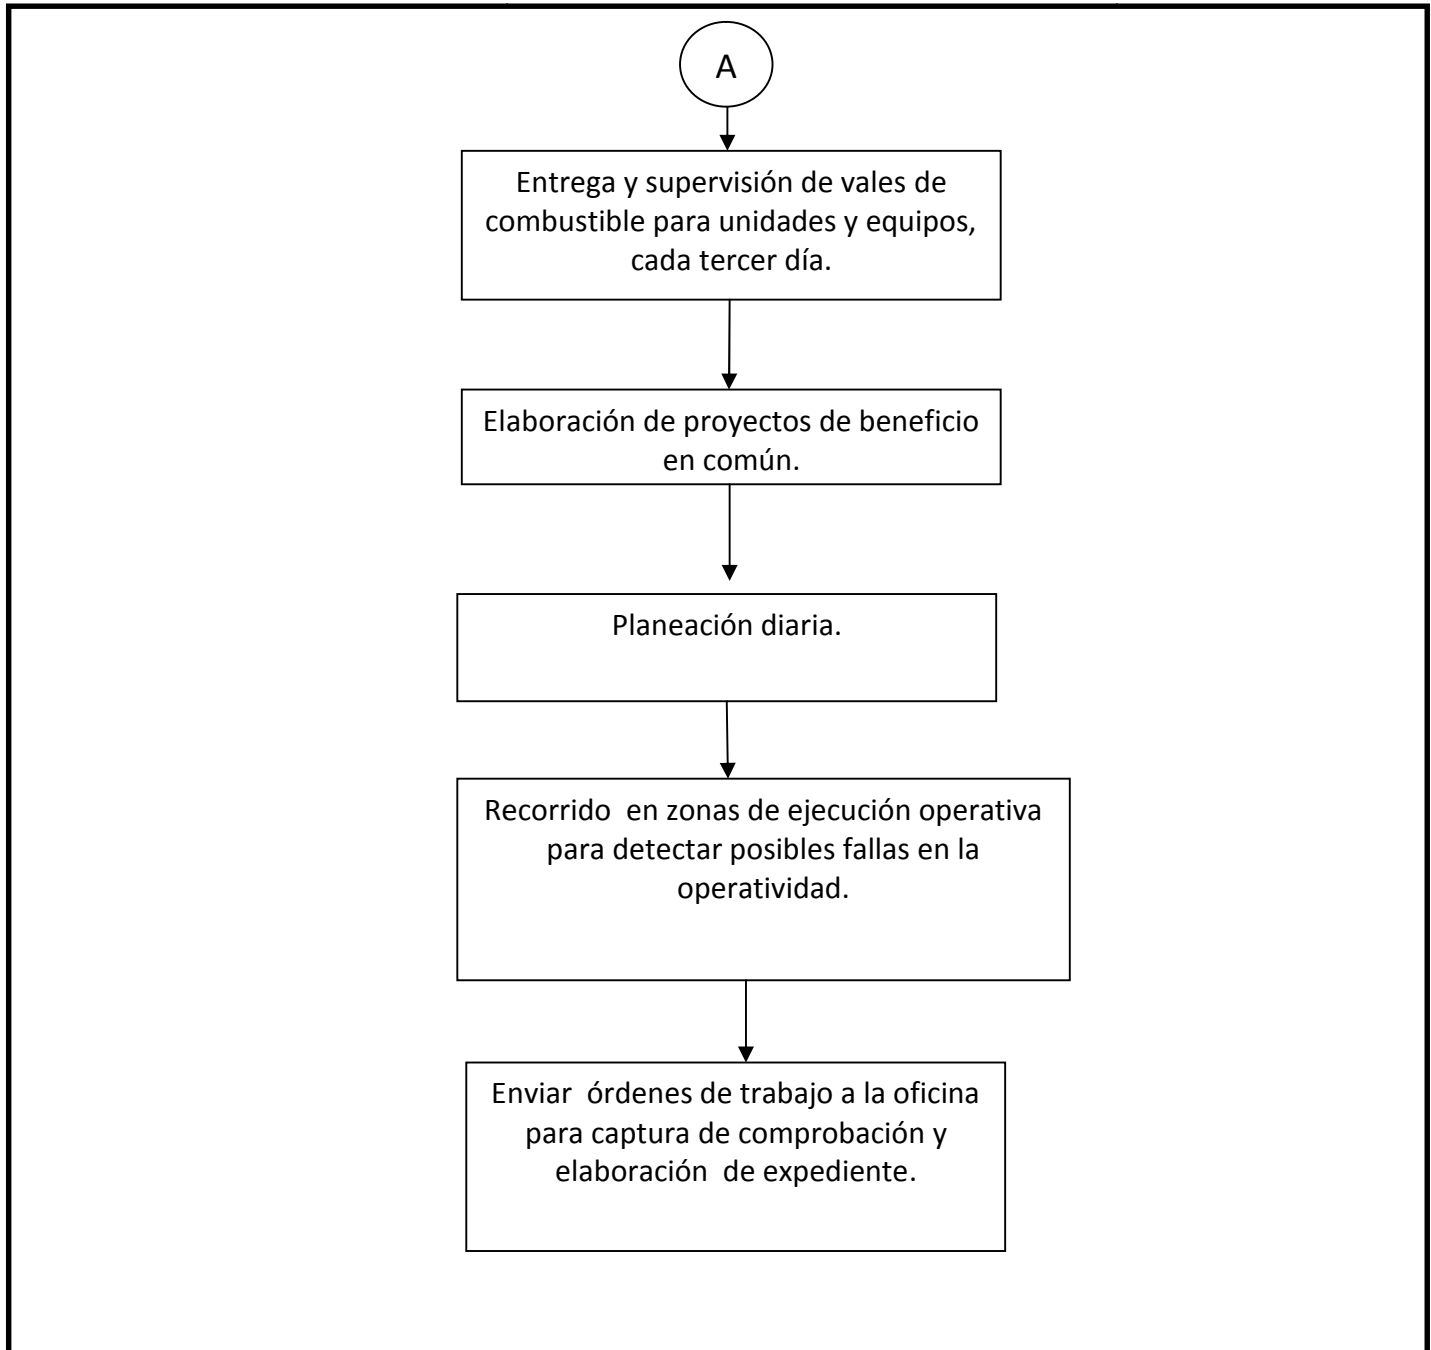 A
Entrega y supervisión de vales de
combustible para unidades y equipos,
cada tercer día.
Elaboración de proyectos de beneficio
en común.
Planeación diaria.
Recorrido  en zonas de ejecución operativa
para detectar posibles fallas en la
operatividad.
Enviar  órdenes de trabajo a la oficina
para captura de comprobación y
elaboración  de expediente.